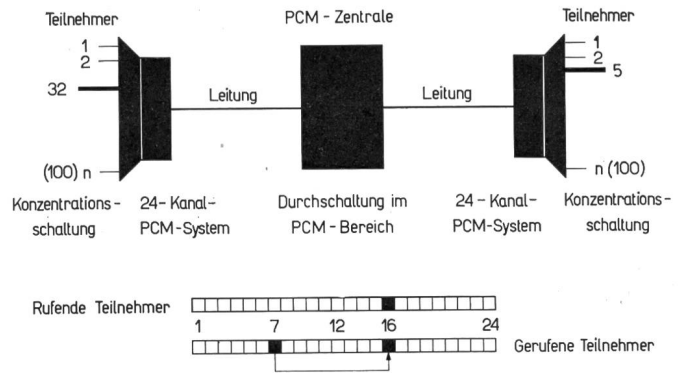 Teilnehmer
PCM - Zentrale
Teilnehmer
1
2
32
(100) n
Leitung
Leitung
1
2
5
n (100)
Konzentrations-
schaltung
24-Kanal-
PCM-System
Durchschaltung im
PCM-Bereich
24-Kanal-
PCM-System
Konzentrations-
schaltung
Rufende Teilnehmer
1 7 12 16 24
Gerufene Teilnehmer